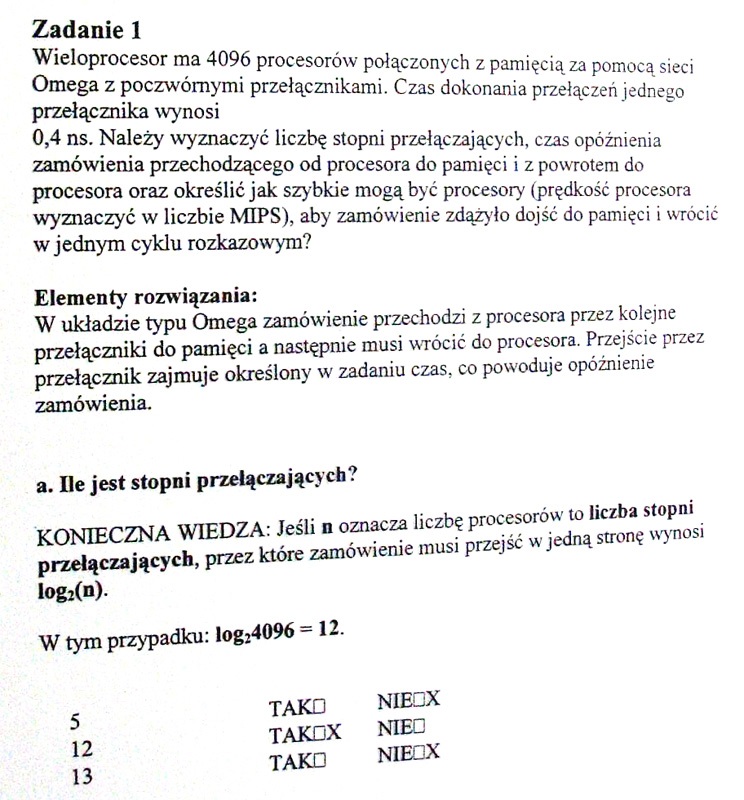 Zadanie 1
Wieloprocesor ma 4096 procesorów połączonych z pamięcią za pomocą sieci
Omega z poczwórnymi przełącznikami. Czas dokonania przełączeń jednego
przełącznika wynosi
0,4 ns. Należy wyznaczyć liczbę stopni przełączających, czas opóźnienia
zamówienia przechodzącego od procesora do pamięci i z powrotem do
procesora oraz określić jak szybkie mogą być procesory (prędkość procesora
wyznaczyć w liczbie MIPS), aby zamówienie zdążyło dojść do pamięci i wrócić
w jednym cyklu rozkazowym?
Elementy rozwiązania:
W układzie typu Omega zamówienie przechodzi z procesora przez kolejne
przełączniki do pamięci a następnie musi wrócić do procesora. Przejście przez
przełącznik zajmuje określony w zadaniu czas, co powoduje opóźnienie
zamówienia.
a. Ile jest stopni przełączających?
KONIECZNA WIEDZA: Jeśli n oznacza liczbę procesorów to liczba stopni
przełączających, przez które zamówienie musi przejść w jedną stronę wynosi
log₂(n).
W tym przypadku: log₂4096 = 12.
5 TAK□ NIE□X
12 TAK□X NIE□
13 TAK□ NIE□X